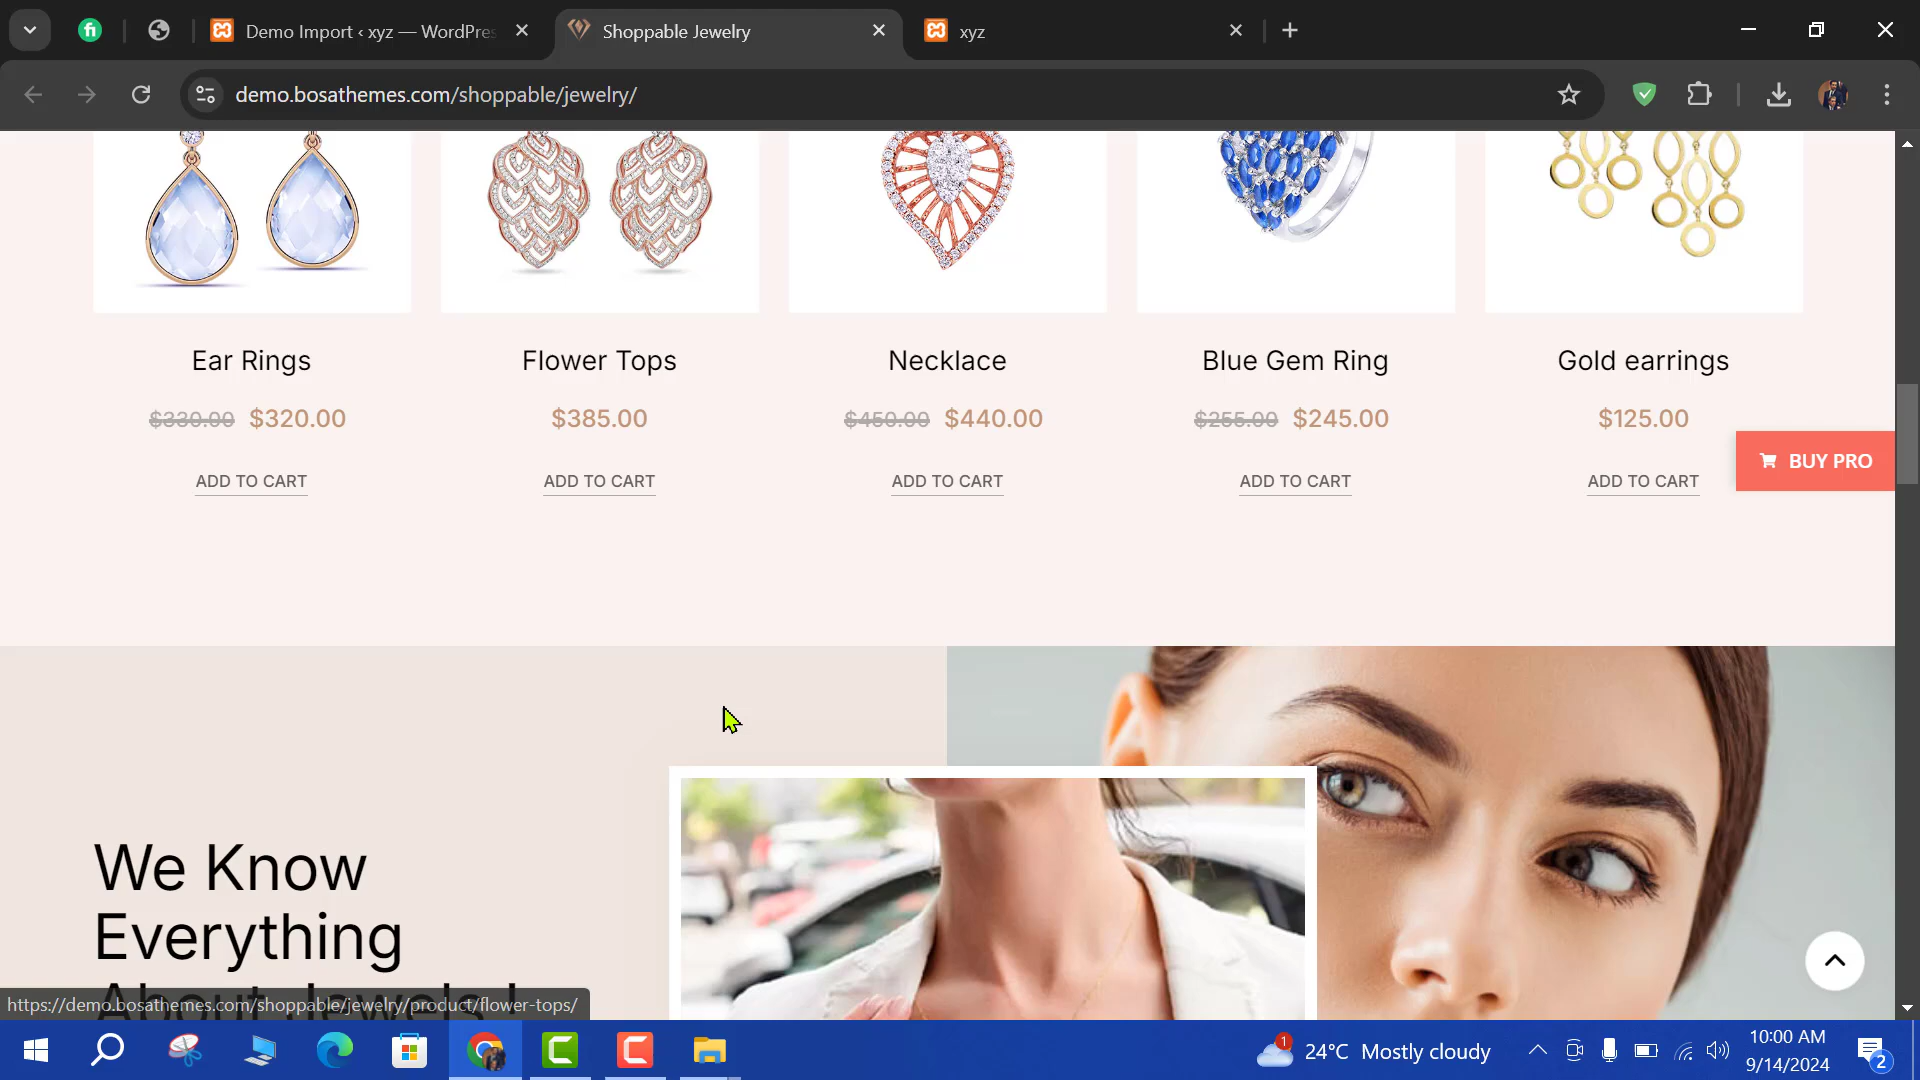 Demo Import ‹ xyz — WordPres
Shoppable Jewelry
xyz
demo.bosathemes.com/shoppable/jewelry/
Ear Rings
Flower Tops
Necklace
Blue Gem Ring
Gold earrings
$330.00 $320.00
$385.00
$450.00 $440.00
$255.00 $245.00
$125.00
BUY PRO
ADD TO CART
ADD TO CART
ADD TO CART
ADD TO CART
ADD TO CART
We Know
Everything
About Jewels !
https://demo.bosathemes.com/shoppable/jewelry/product/flower-tops/
1
24°C Mostly cloudy
10:00 AM
9/14/2024
2